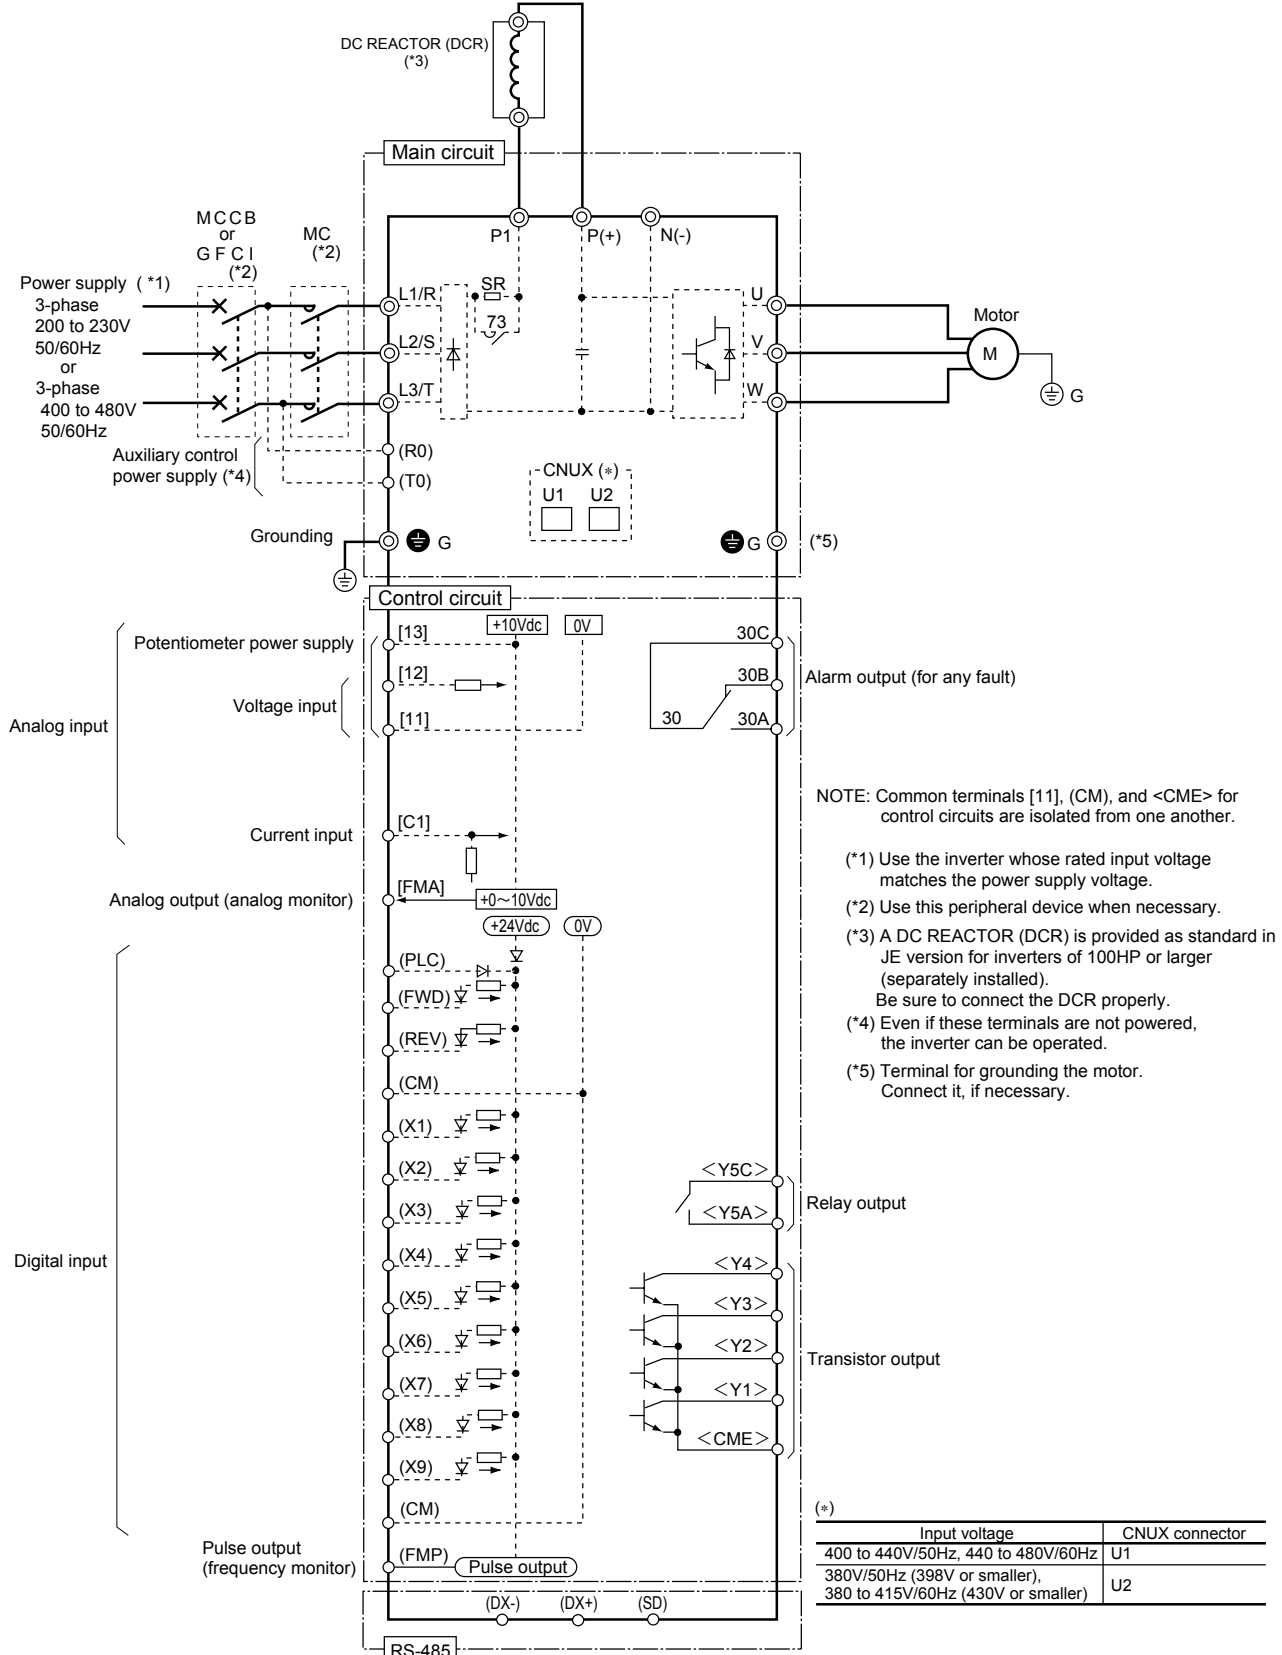 DC REACTOR (DCR)
(*3)
Main circuit
MCCB
or
GFCI
(*2)
MC
(*2)
P1
P(+)
N(-)
Power supply (*1)
3-phase
200 to 230V
50/60Hz
or
3-phase
400 to 480V
50/60Hz
L1/R
L2/S
L3/T
SR
73
U
V
W
Motor
M
G
Auxiliary control
power supply (*4)
(R0)
(T0)
CNUX (*)
U1 U2
Grounding
G
G
(*5)
Control circuit
Potentiometer power supply
[13]
+10Vdc
0V
[12]
Voltage input
[11]
Analog input
Current input
[C1]
30C
30B
30
30A
Alarm output (for any fault)
Analog output (analog monitor)
[FMA]
+0～10Vdc
+24Vdc
0V
(PLC)
(FWD)
(REV)
(CM)
(X1)
(X2)
(X3)
(X4)
(X5)
(X6)
(X7)
(X8)
(X9)
(CM)
Digital input
Pulse output
(frequency monitor)
(FMP)
Pulse output
<Y5C>
<Y5A>
Relay output
<Y4>
<Y3>
<Y2>
<Y1>
<CME>
Transistor output
(DX-)
(DX+)
(SD)
RS-485
NOTE: Common terminals [11], (CM), and <CME> for
control circuits are isolated from one another.
(*1) Use the inverter whose rated input voltage
matches the power supply voltage.
(*2) Use this peripheral device when necessary.
(*3) A DC REACTOR (DCR) is provided as standard in
JE version for inverters of 100HP or larger
(separately installed).
Be sure to connect the DCR properly.
(*4) Even if these terminals are not powered,
the inverter can be operated.
(*5) Terminal for grounding the motor.
Connect it, if necessary.
(*)
Input voltage CNUX connector
400 to 440V/50Hz, 440 to 480V/60Hz U1
380V/50Hz (398V or smaller),
380 to 415V/60Hz (430V or smaller) U2